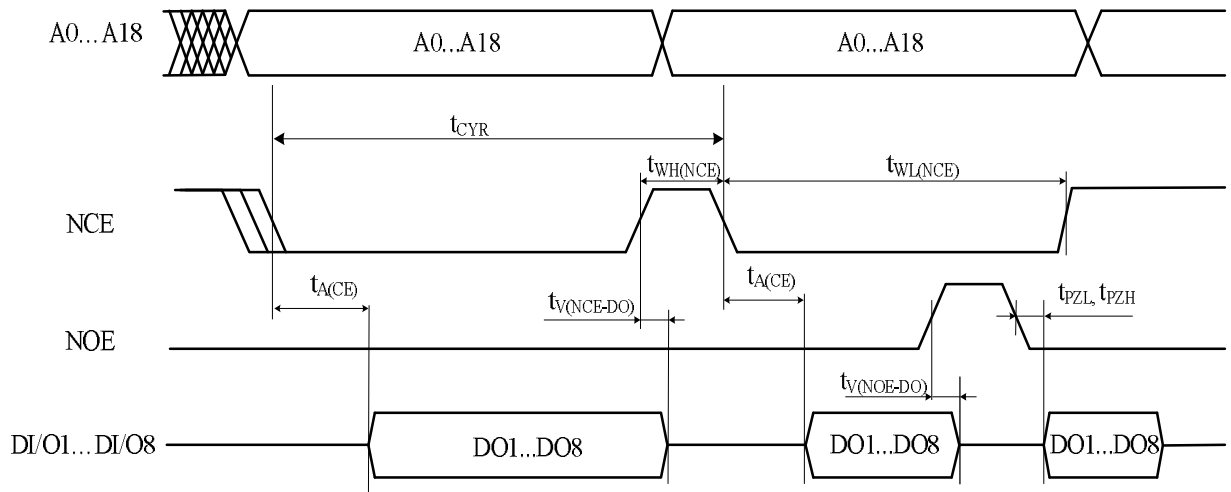 A0...A18
A0...A18
A0...A18
tCYR
tWH(NCE)
tWL(NCE)
NCE
tA(CE)
tV(NCE-DO)
tA(CE)
tPZL, tPZH
NOE
tV(NOE-DO)
DI/O1...DI/O8
DO1...DO8
DO1...DO8
DO1...DO8